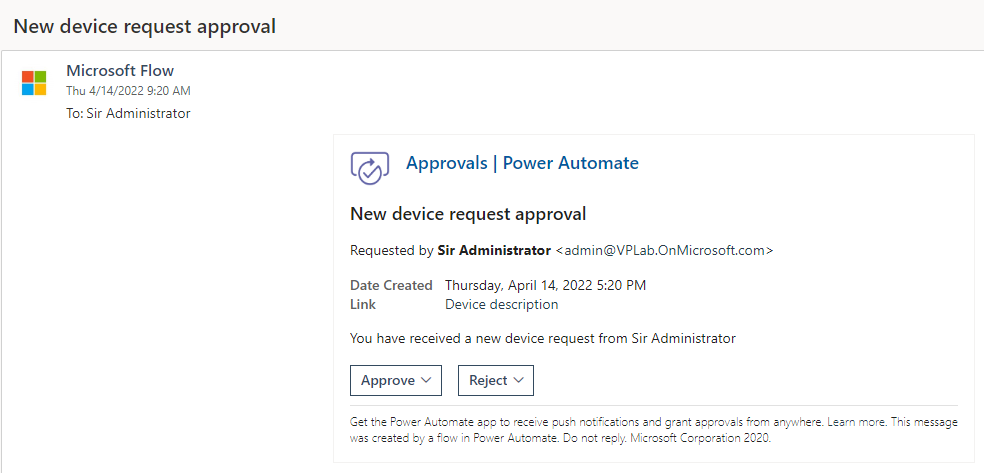 New device request approval
Microsoft Flow
Thu 4/14/2022 9:20 AM
To: Sir Administrator
Approvals | Power Automate
New device request approval
Requested by Sir Administrator <admin@VPLab.OnMicrosoft.com>
Date Created Thursday, April 14, 2022 5:20 PM
Link Device description
You have received a new device request from Sir Administrator
Approve Reject
Get the Power Automate app to receive push notifications and grant approvals from anywhere. Learn more. This message
was created by a flow in Power Automate. Do not reply. Microsoft Corporation 2020.